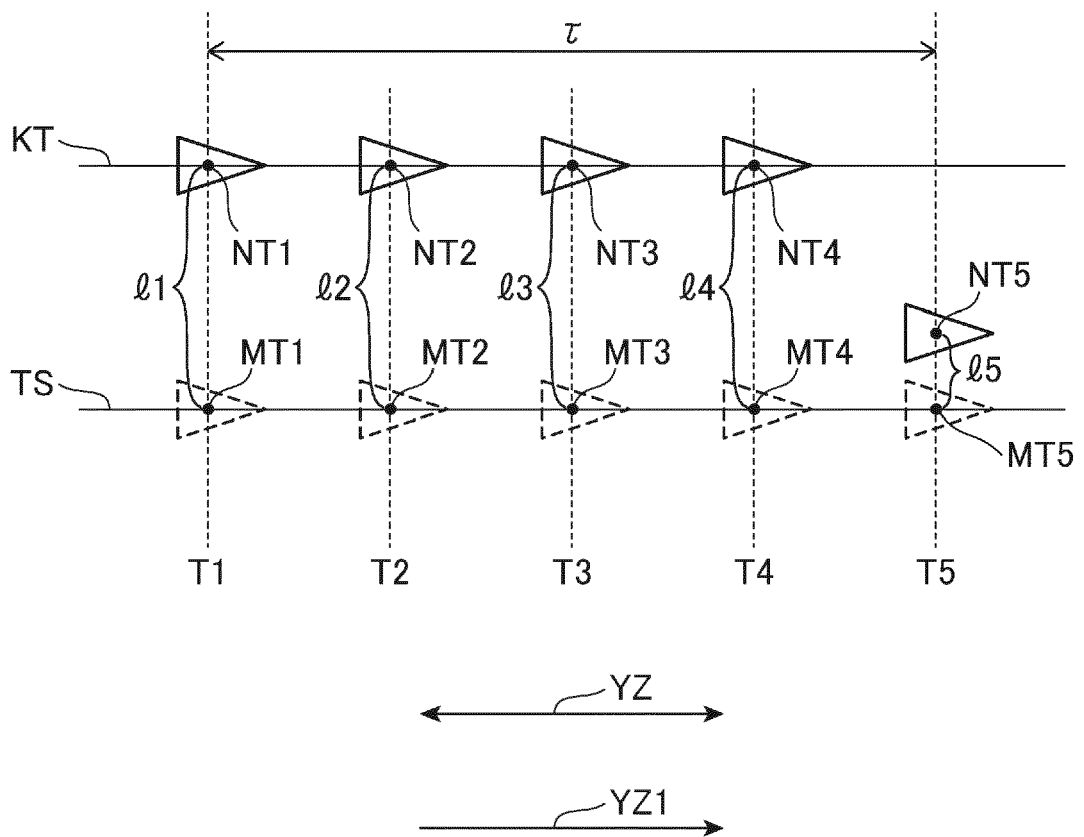 τ
KT
NT1 NT2 NT3 NT4
ℓ1 ℓ2 ℓ3 ℓ4
NT5
ℓ5
MT1 MT2 MT3 MT4
TS
MT5
T1 T2 T3 T4 T5
YZ
YZ1